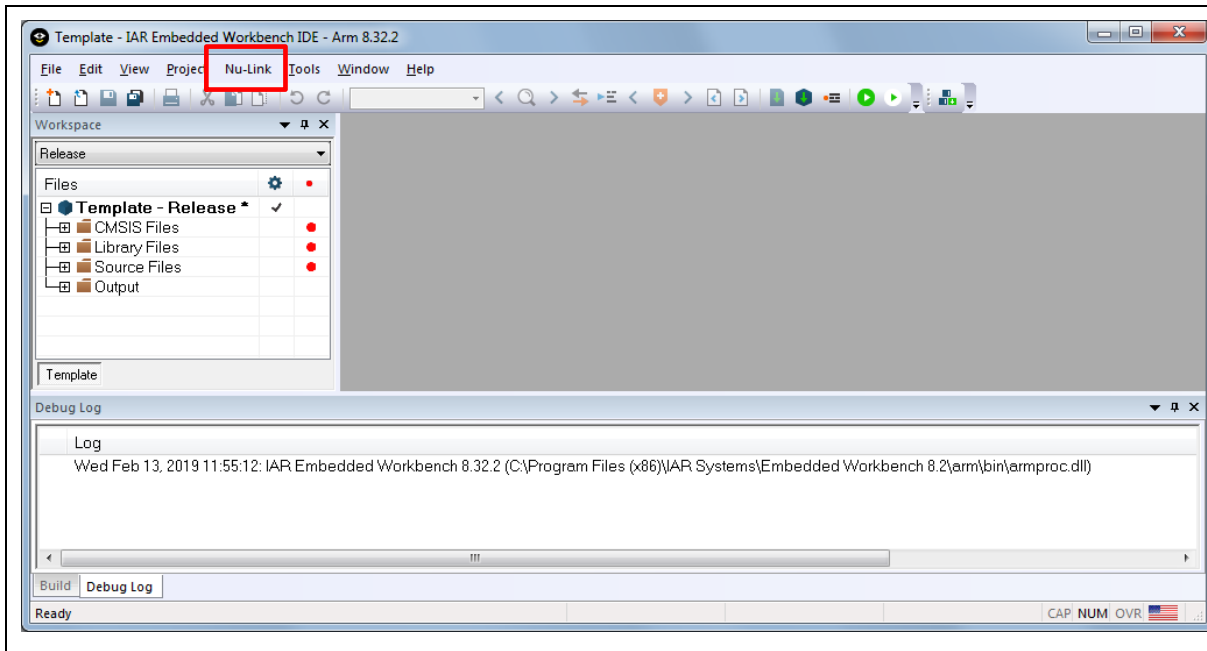 Template - IAR Embedded Workbench IDE - Arm 8.32.2
File Edit View Project Nu-Link Tools Window Help
Workspace
Release
Files
Template - Release *
CMSIS Files
Library Files
Source Files
Output
Template
Debug Log
Log
Wed Feb 13, 2019 11:55:12: IAR Embedded Workbench 8.32.2 (C:\Program Files (x86)\IAR Systems\Embedded Workbench 8.2\arm\bin\armproc.dll)
Build Debug Log
Ready CAP NUM OVR